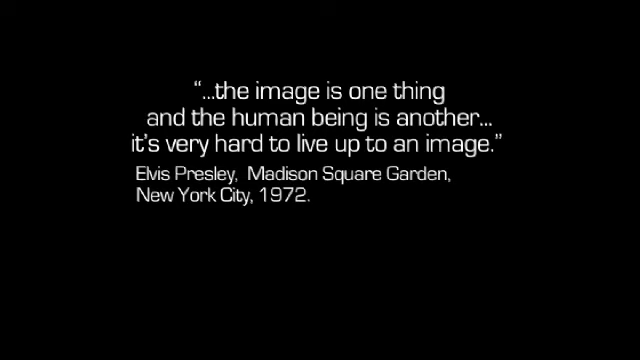 “...the image is one thing
and the human being is another...
it’s very hard to live up to an image.”
Elvis Presley, Madison Square Garden,
New York City, 1972.